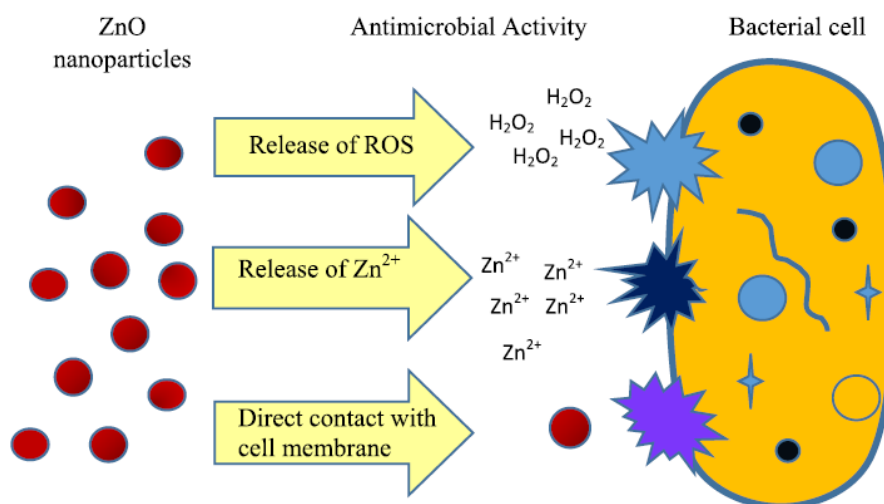 ZnO
nanoparticles
Antimicrobial Activity
Bacterial cell
Release of ROS
H₂O₂
H₂O₂
H₂O₂
H₂O₂
Release of Zn²⁺
Zn²⁺
Zn²⁺
Zn²⁺
Zn²⁺
Zn²⁺
Direct contact with
cell membrane